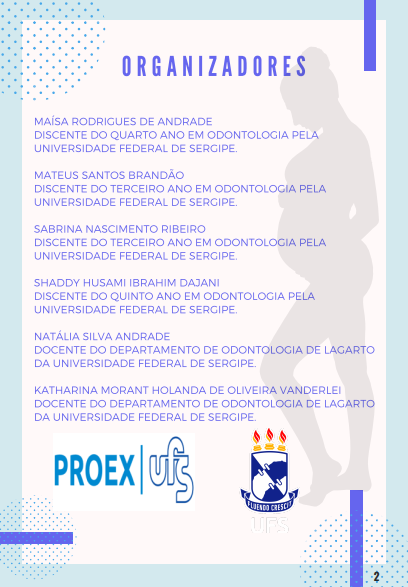 ORGANIZADORES
MAÍSA RODRIGUES DE ANDRADE
DISCENTE DO QUARTO ANO EM ODONTOLOGIA PELA
UNIVERSIDADE FEDERAL DE SERGIPE.
MATEUS SANTOS BRANDÃO
DISCENTE DO TERCEIRO ANO EM ODONTOLOGIA PELA
UNIVERSIDADE FEDERAL DE SERGIPE.
SABRINA NASCIMENTO RIBEIRO
DISCENTE DO TERCEIRO ANO EM ODONTOLOGIA PELA
UNIVERSIDADE FEDERAL DE SERGIPE.
SHADDY HUSAMI IBRAHIM DAJANI
DISCENTE DO QUINTO ANO EM ODONTOLOGIA PELA
UNIVERSIDADE FEDERAL DE SERGIPE.
NATÁLIA SILVA ANDRADE
DOCENTE DO DEPARTAMENTO DE ODONTOLOGIA DE LAGARTO
DA UNIVERSIDADE FEDERAL DE SERGIPE.
KATHARINA MORANT HOLANDA DE OLIVEIRA VANDERLEI
DOCENTE DO DEPARTAMENTO DE ODONTOLOGIA DE LAGARTO
DA UNIVERSIDADE FEDERAL DE SERGIPE.
PROEX | UFS
FLUENDO CRESCIT
UFS
2